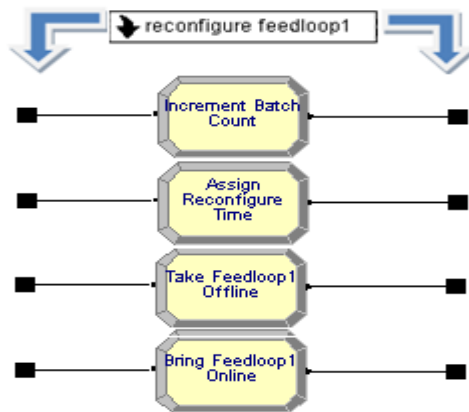 reconfigure feedloop1
Increment Batch
Count
Assign
Reconfigure
Time
Take Feedloop1
Offline
Bring Feedloop1
Online